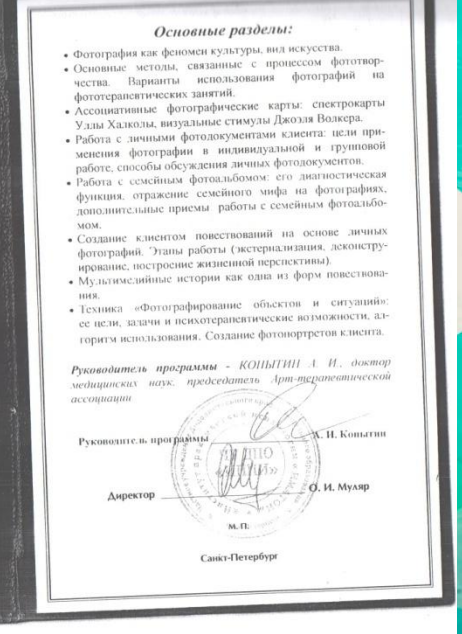 Основные разделы:
• Фотография как феномен культуры, вид искусства.
• Основные методы, связанные с процессом фототвор-
чества. Варианты использования фотографий на
фототерапевтических занятий.
• Ассоциативные фотографические карты: спектрокарты
Уллы Халколы, визуальные стимулы Джоэля Волкера.
• Работа с личными фотодокументами клиента: цели при-
менения фотографии в индивидуальной и групповой
работе, способы обсуждения личных фотодокументов.
• Работа с семейным фотоальбомом: его диагностическая
функция, отражение семейного мифа на фотографиях,
дополнительные приемы работы с семейным фотоальбо-
мом.
• Создание клиентом повествований на основе личных
фотографий. Этапы работы (экстернализация, деконстру-
ирование, построение жизненной перспективы).
• Мультимедийные истории как одна из форм повествова-
ния.
• Техника «Фотографирование объектов и ситуаций»:
ее цели, задачи и психотерапевтические возможности, ал-
горитм использования. Создание фотопортретов клиента.
Руководитель программы - КОПЫТИН А. И., доктор
медицинских наук, председатель Арт-терапевтической
ассоциации
Руководитель программы А. И. Копытин
Директор О. И. Муляр
М. П.
Санкт-Петербург